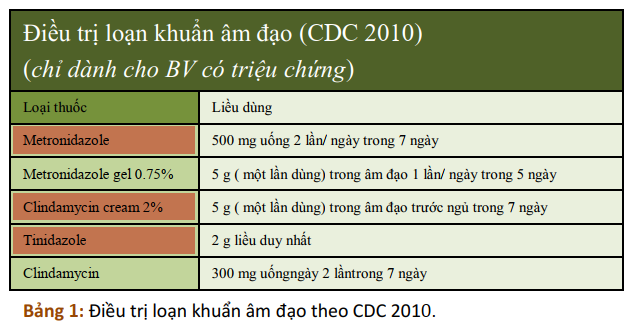 Điều trị loạn khuẩn âm đạo (CDC 2010)
(chỉ dành cho BV có triệu chứng)
Loại thuốc Liều dùng
Metronidazole 500 mg uống 2 lần/ ngày trong 7 ngày
Metronidazole gel 0.75% 5 g ( một lần dùng) trong âm đạo 1 lần/ ngày trong 5 ngày
Clindamycin cream 2% 5 g ( một lần dùng) trong âm đạo trước ngủ trong 7 ngày
Tinidazole 2 g liều duy nhất
Clindamycin 300 mg uốngngày 2 lầntrong 7 ngày
Bảng 1: Điều trị loạn khuẩn âm đạo theo CDC 2010.